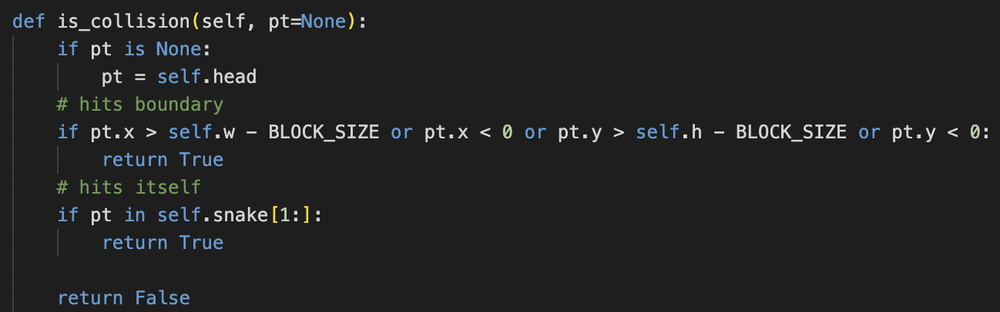 def is_collision(self, pt=None):
    if pt is None:
        pt = self.head
    # hits boundary
    if pt.x > self.w - BLOCK_SIZE or pt.x < 0 or pt.y > self.h - BLOCK_SIZE or pt.y < 0:
        return True
    # hits itself
    if pt in self.snake[1:]:
        return True

    return False